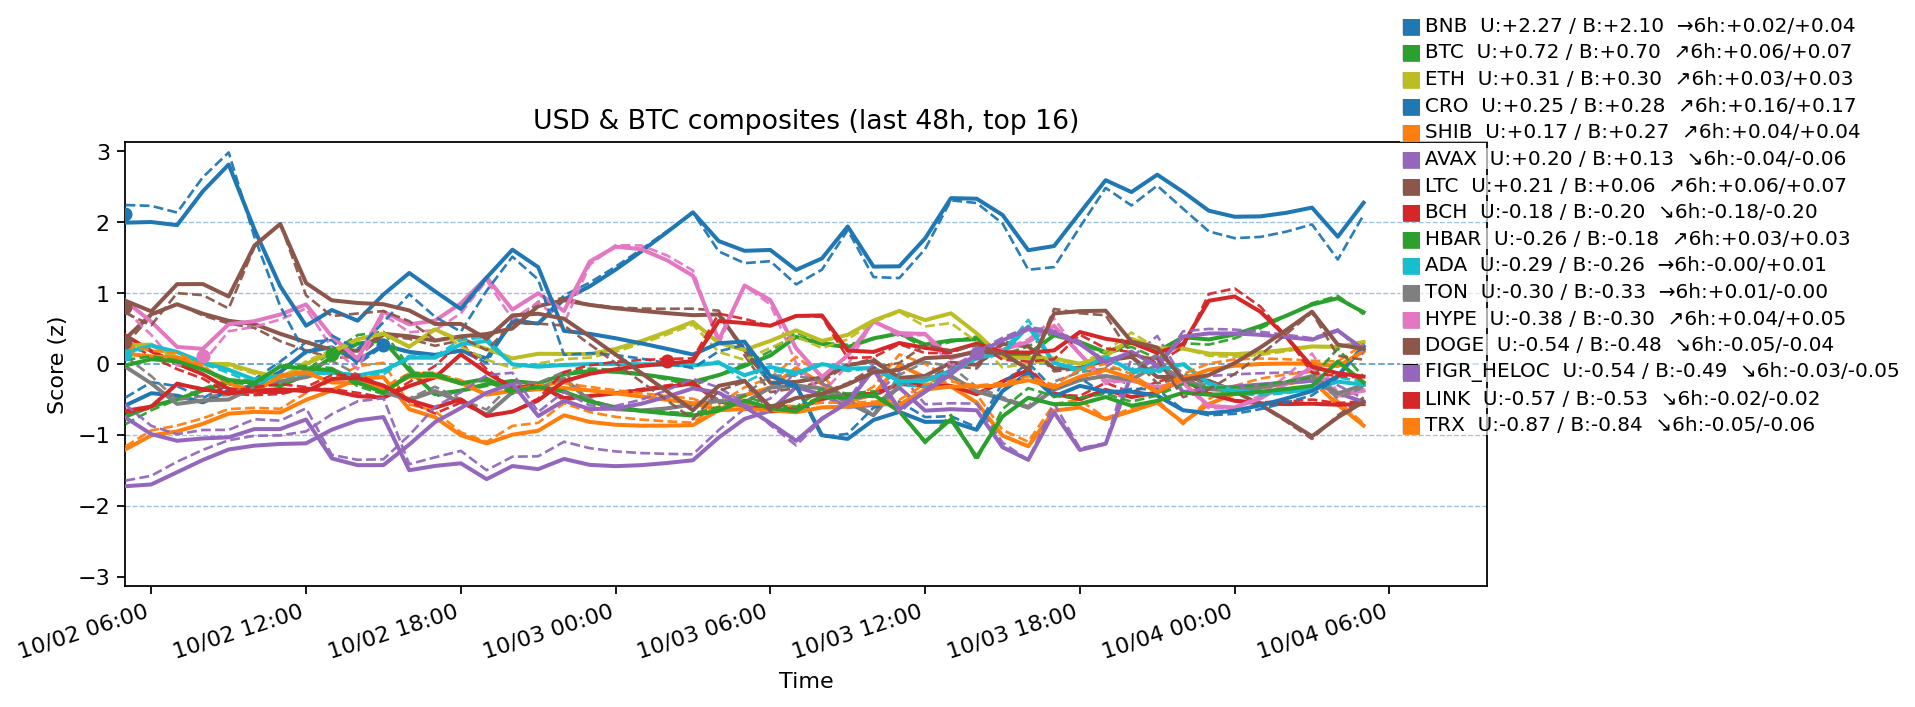 BNB U:+2.27 / B:+2.10 →6h:+0.02/+0.04
BTC U:+0.72 / B:+0.70 ↗6h:+0.06/+0.07
ETH U:+0.31 / B:+0.30 ↗6h:+0.03/+0.03
CRO U:+0.25 / B:+0.28 ↗6h:+0.16/+0.17
SHIB U:+0.17 / B:+0.27 ↗6h:+0.04/+0.04
AVAX U:+0.20 / B:+0.13 ↘6h:-0.04/-0.06
LTC U:+0.21 / B:+0.06 ↗6h:+0.06/+0.07
BCH U:-0.18 / B:-0.20 ↘6h:-0.18/-0.20
HBAR U:-0.26 / B:-0.18 ↗6h:+0.03/+0.03
ADA U:-0.29 / B:-0.26 →6h:-0.00/+0.01
TON U:-0.30 / B:-0.33 →6h:+0.01/-0.00
HYPE U:-0.38 / B:-0.30 ↗6h:+0.04/+0.05
DOGE U:-0.54 / B:-0.48 ↘6h:-0.05/-0.04
FIGR_HELOC U:-0.54 / B:-0.49 ↘6h:-0.03/-0.05
LINK U:-0.57 / B:-0.53 ↘6h:-0.02/-0.02
TRX U:-0.87 / B:-0.84 ↘6h:-0.05/-0.06
USD & BTC composites (last 48h, top 16)
Score (z)
3
2
1
0
−1
−2
−3
10/02 06:00
10/02 12:00
10/02 18:00
10/03 00:00
10/03 06:00
10/03 12:00
10/03 18:00
10/04 00:00
10/04 06:00
Time